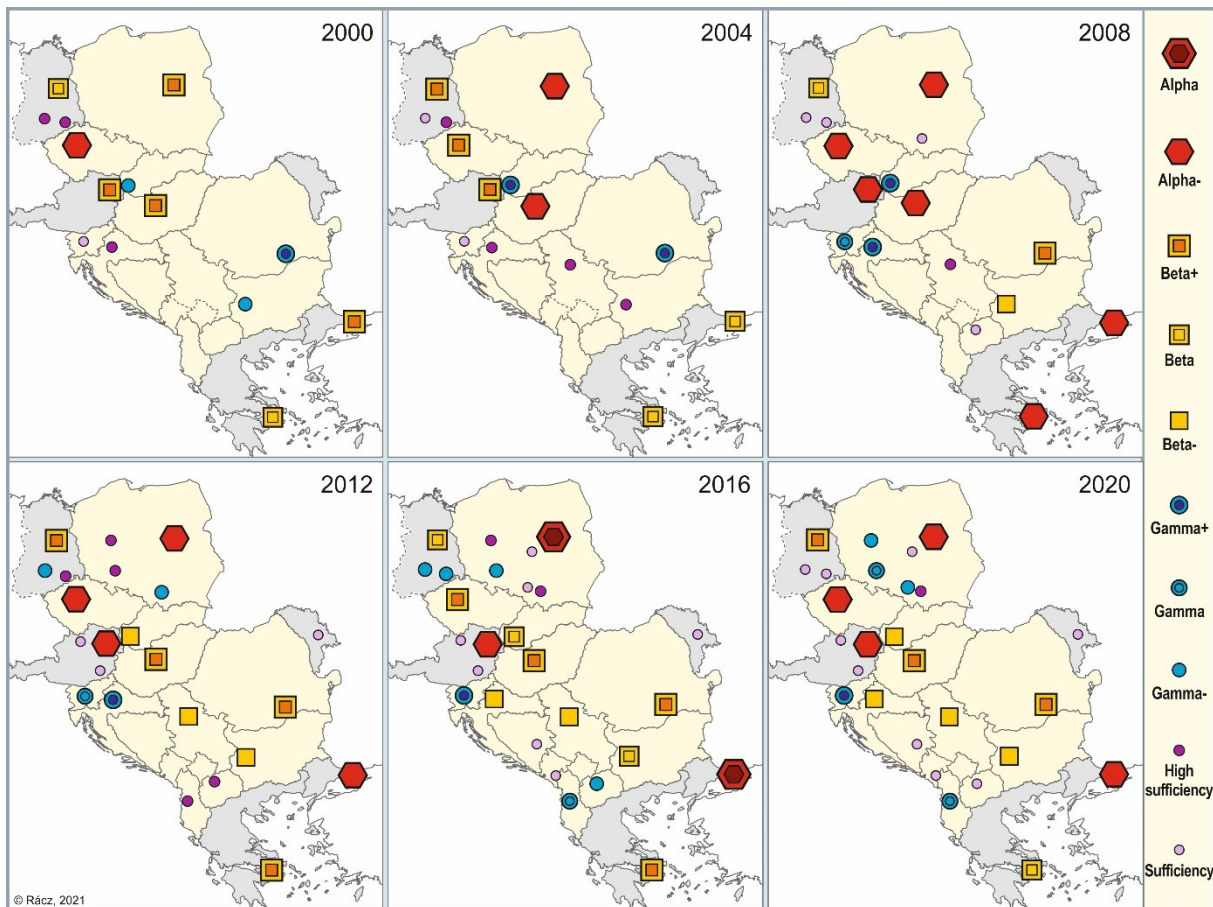 2000
2004
2008
2012
2016
2020
Alpha
Alpha-
Beta+
Beta
Beta-
Gamma+
Gamma
Gamma-
High
sufficiency
Sufficiency
© Rácz, 2021